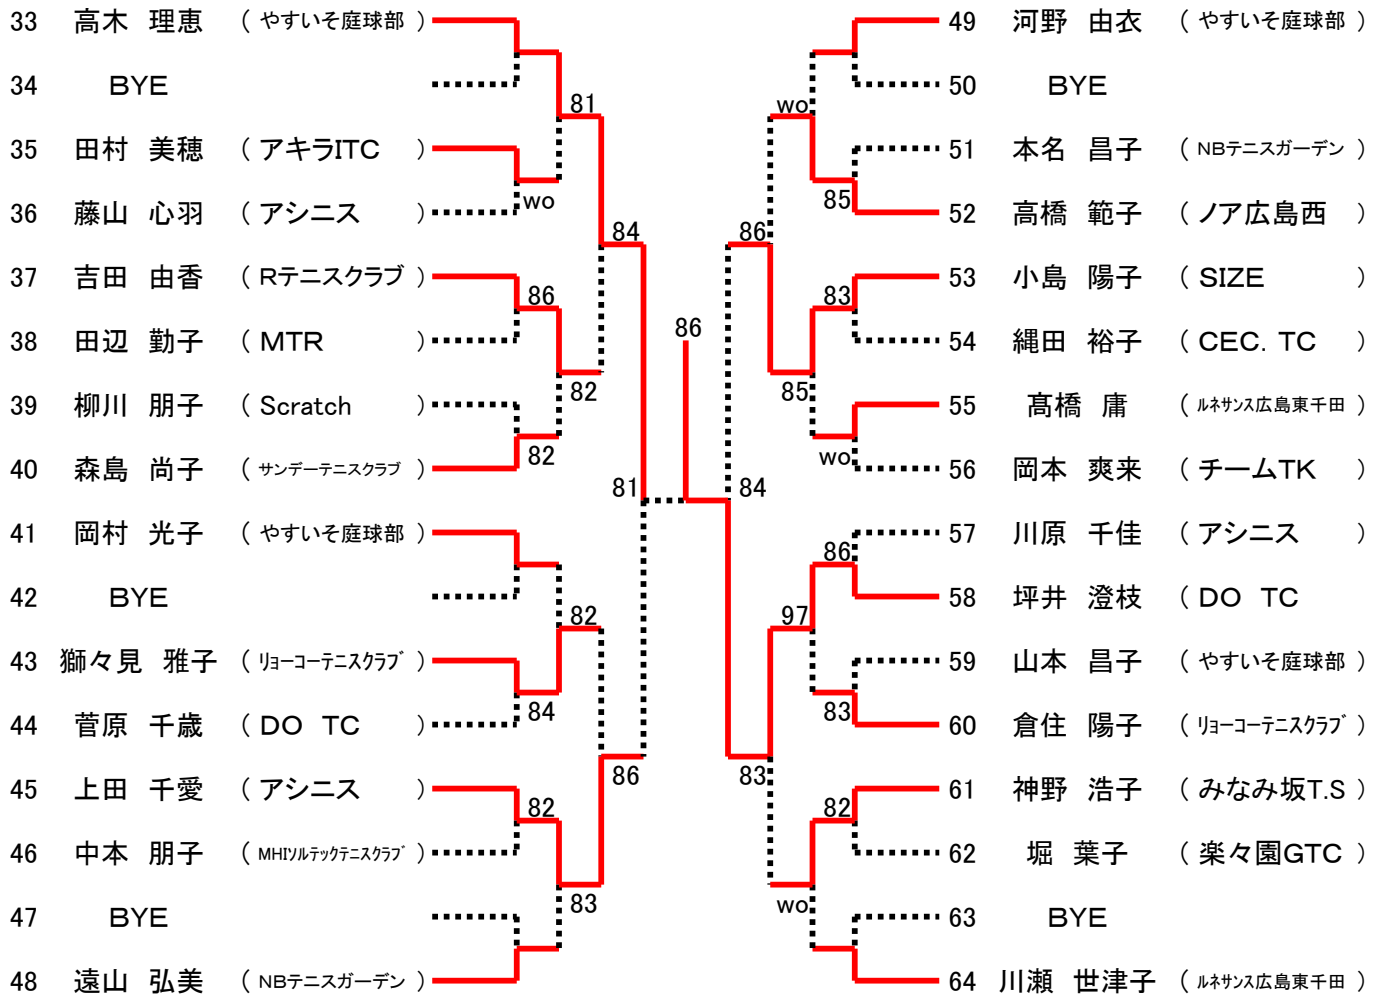 33 高木 理恵 ( やすいそ庭球部 )
34 BYE
81
35 田村 美穂 ( アキラITC )
wo
36 藤山 心羽 ( アシニス )
84
37 吉田 由香 ( Rテニスクラブ )
86
38 田辺 勤子 ( MTR )
82
39 柳川 朋子 ( Scratch )
82
40 森島 尚子 ( サンデーテニスクラブ )
81
41 岡村 光子 ( やすいそ庭球部 )
42 BYE
82
43 獅々見 雅子 ( リョーコーテニスクラブ )
84
44 菅原 千歳 ( DO TC )
86
45 上田 千愛 ( アシニス )
82
46 中本 朋子 ( MHIソルテックテニスクラブ )
83
47 BYE
48 遠山 弘美 ( NBテニスガーデン )
86
49 河野 由衣 ( やすいそ庭球部 )
50 BYE
wo
51 本名 昌子 ( NBテニスガーデン )
85
52 高橋 範子 ( ノア広島西 )
86
53 小島 陽子 ( SIZE )
83
54 縄田 裕子 ( CEC. TC )
85
55 髙橋 庸 ( ルネサンス広島東千田 )
wo
56 岡本 爽来 ( チームTK )
84
57 川原 千佳 ( アシニス )
86
58 坪井 澄枝 ( DO TC
97
59 山本 昌子 ( やすいそ庭球部 )
83
60 倉住 陽子 ( リョーコーテニスクラブ )
83
61 神野 浩子 ( みなみ坂T.S )
82
62 堀 葉子 ( 楽々園GTC )
wo
63 BYE
64 川瀬 世津子 ( ルネサンス広島東千田 )